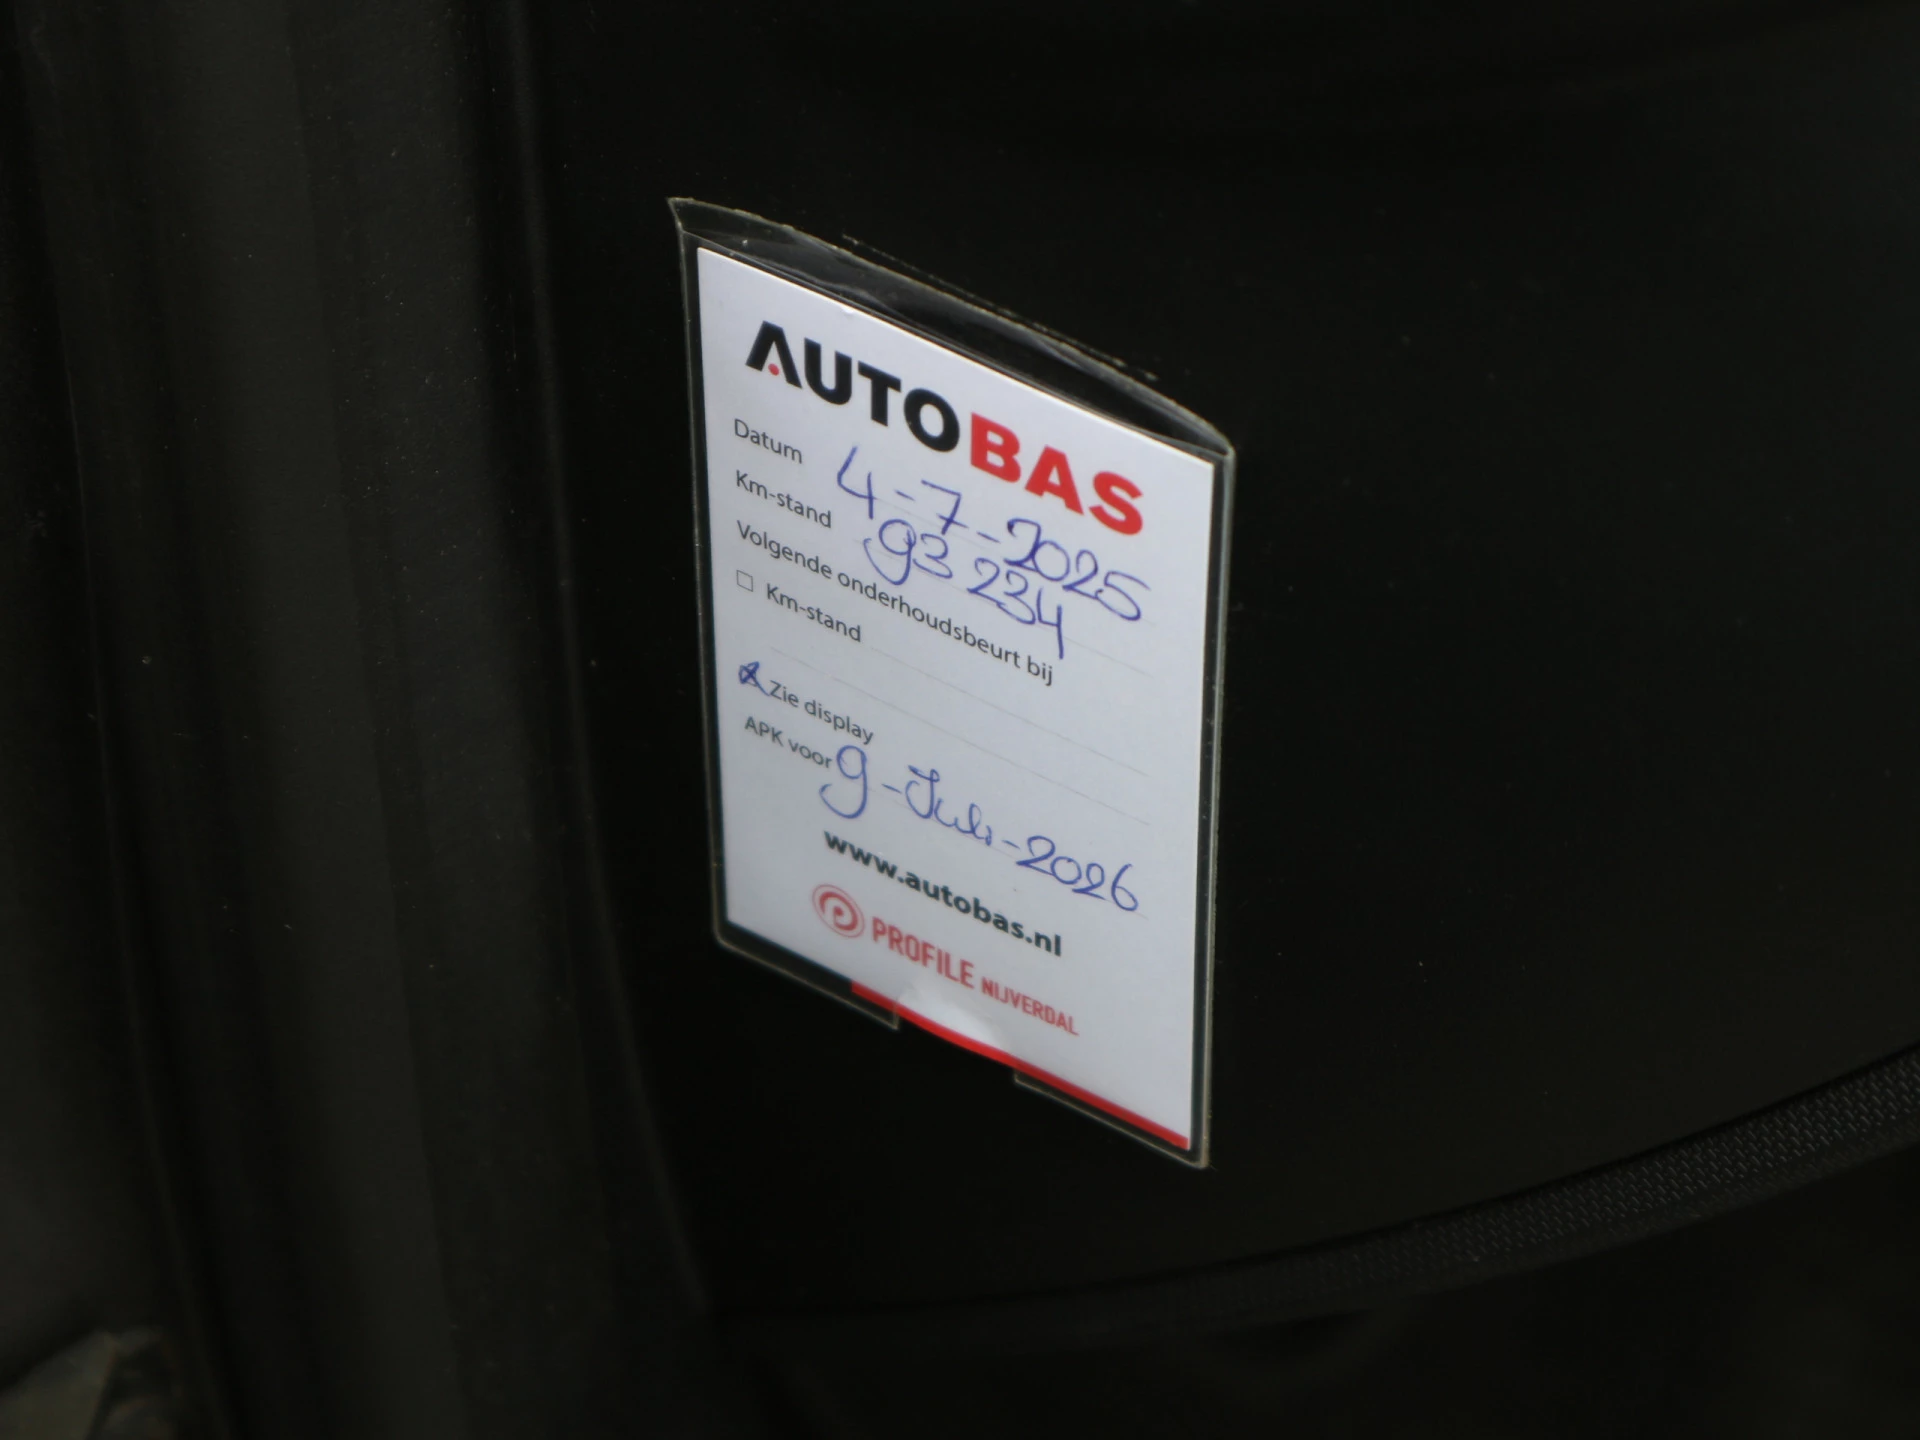 AUTOBAS
Datum 4-7-2025
Km-stand 93 234
Volgende onderhoudsbeurt bij
☐ Km-stand
☒ Zie display
APK voor 9-Juli-2026
www.autobas.nl
PROFILE NIJVERDAL